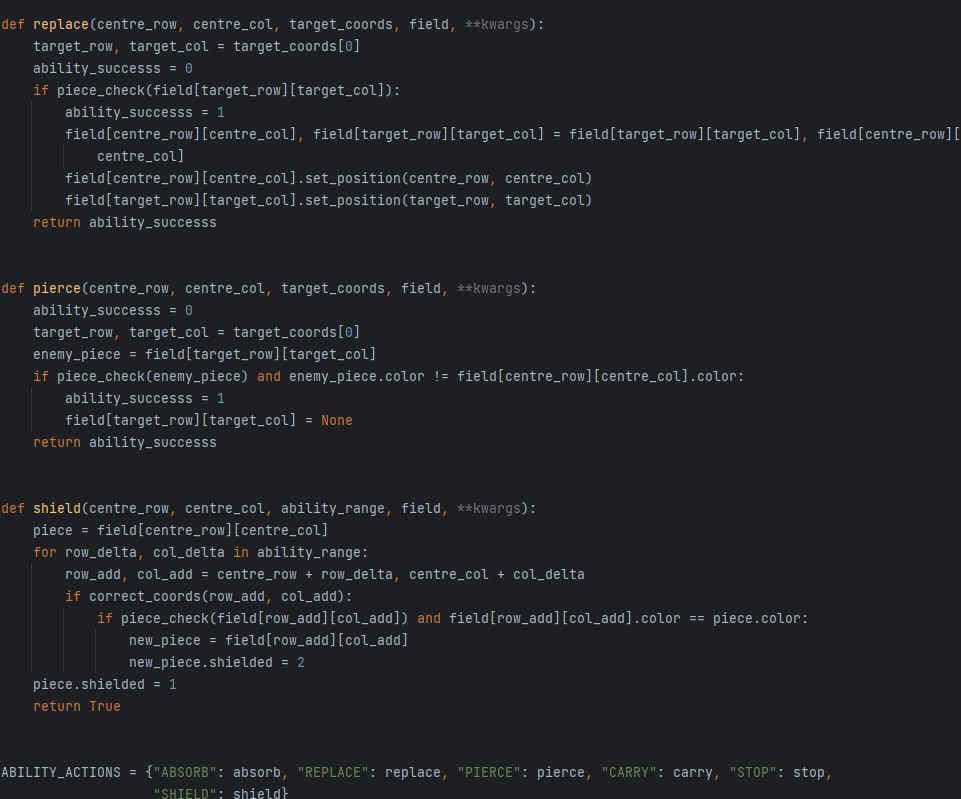 def replace(centre_row, centre_col, target_coords, field, **kwargs):
    target_row, target_col = target_coords[0]
    ability_successs = 0
    if piece_check(field[target_row][target_col]):
        ability_successs = 1
        field[centre_row][centre_col], field[target_row][target_col] = field[target_row][target_col], field[centre_row][
            centre_col]
        field[centre_row][centre_col].set_position(centre_row, centre_col)
        field[target_row][target_col].set_position(target_row, target_col)
    return ability_successs
def pierce(centre_row, centre_col, target_coords, field, **kwargs):
    ability_successs = 0
    target_row, target_col = target_coords[0]
    enemy_piece = field[target_row][target_col]
    if piece_check(enemy_piece) and enemy_piece.color != field[centre_row][centre_col].color:
        ability_successs = 1
        field[target_row][target_col] = None
    return ability_successs
def shield(centre_row, centre_col, ability_range, field, **kwargs):
    piece = field[centre_row][centre_col]
    for row_delta, col_delta in ability_range:
        row_add, col_add = centre_row + row_delta, centre_col + col_delta
        if correct_coords(row_add, col_add):
            if piece_check(field[row_add][col_add]) and field[row_add][col_add].color == piece.color:
                new_piece = field[row_add][col_add]
                new_piece.shielded = 2
    piece.shielded = 1
    return True
ABILITY_ACTIONS = {"ABSORB": absorb, "REPLACE": replace, "PIERCE": pierce, "CARRY": carry, "STOP": stop,
                   "SHIELD": shield}